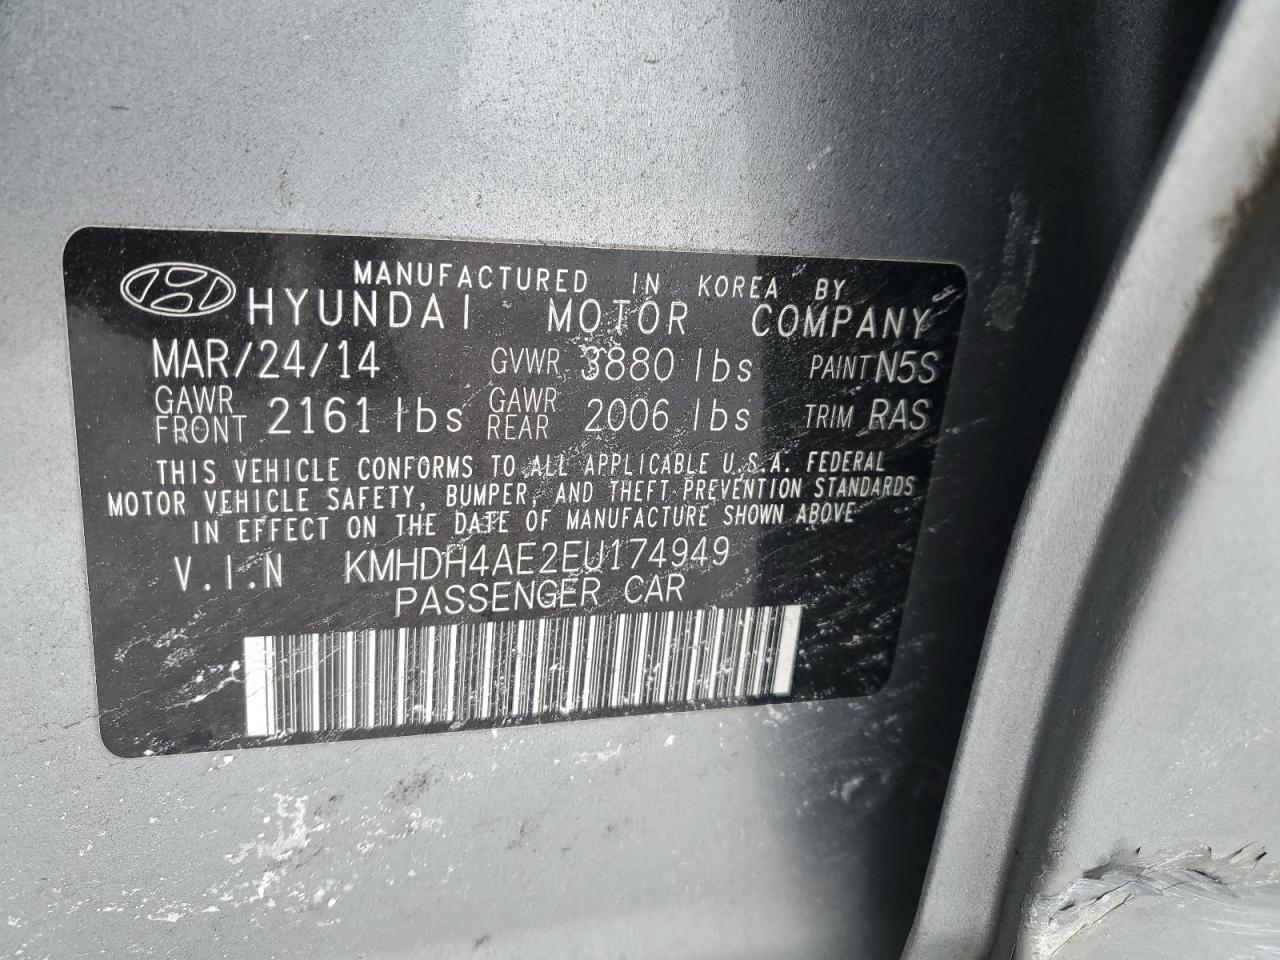 MANUFACTURED IN KOREA BY
HYUNDAI MOTOR COMPANY
MAR/24/14 GVWR 3880 lbs PAINT N5S
GAWR FRONT 2161 lbs GAWR REAR 2006 lbs TRIM RAS
THIS VEHICLE CONFORMS TO ALL APPLICABLE U.S.A. FEDERAL
MOTOR VEHICLE SAFETY, BUMPER, AND THEFT PREVENTION STANDARDS
IN EFFECT ON THE DATE OF MANUFACTURE SHOWN ABOVE
V.I.N KMHDH4AE2EU174949
PASSENGER CAR